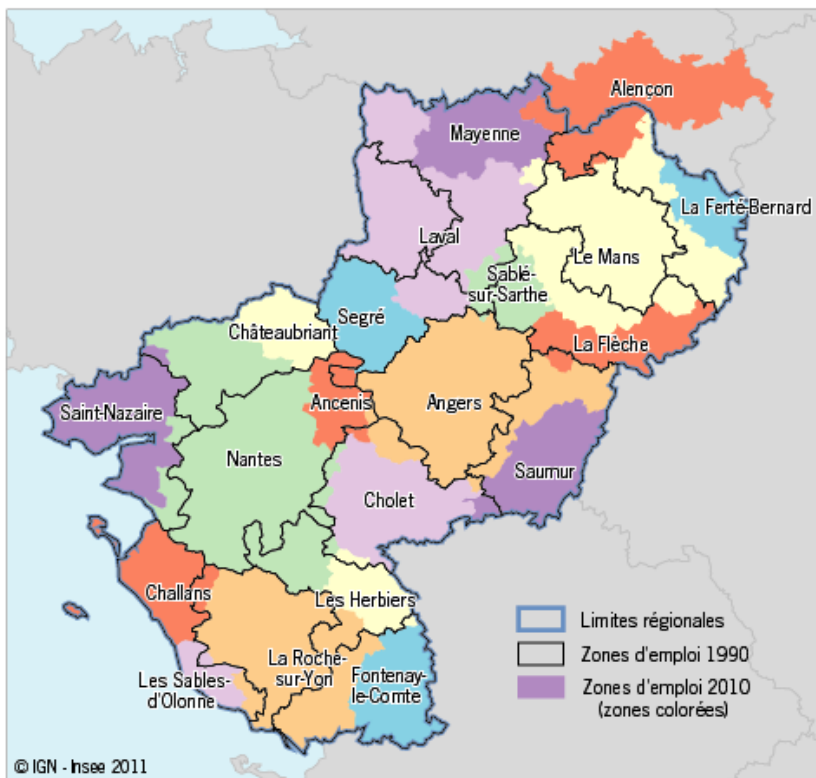 Alençon
Mayenne
La Ferté-Bernard
Laval
Le Mans
Sablé-
sur-Sarthe
Segré
Châteaubriant
La Flèche
Ancenis
Angers
Saint-Nazaire
Nantes
Saumur
Cholet
Challans
Les Herbiers
La Roche-
sur-Yon
Les Sables-
d'Olonne
Fontenay-
le-Comte
Limites régionales
Zones d'emploi 1990
Zones d'emploi 2010
(zones colorées)
© IGN - Insee 2011